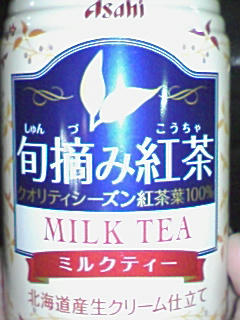 Asahi
しゅん づ こうちゃ
旬摘み紅茶
クオリティシーズン紅茶葉100%
MILK TEA
ミルクティー
北海道産生クリーム仕立て